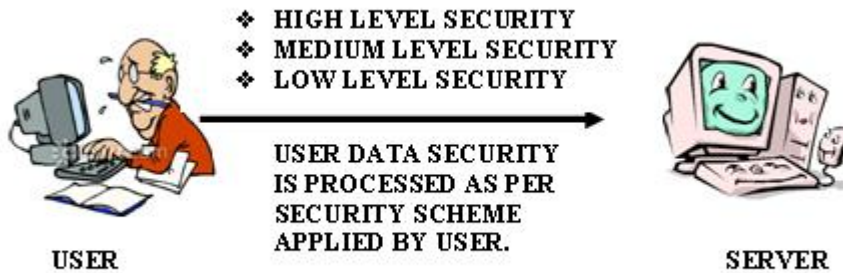 ❖ HIGH LEVEL SECURITY
❖ MEDIUM LEVEL SECURITY
❖ LOW LEVEL SECURITY
USER DATA SECURITY
IS PROCESSED AS PER
SECURITY SCHEME
APPLIED BY USER.
USER
SERVER